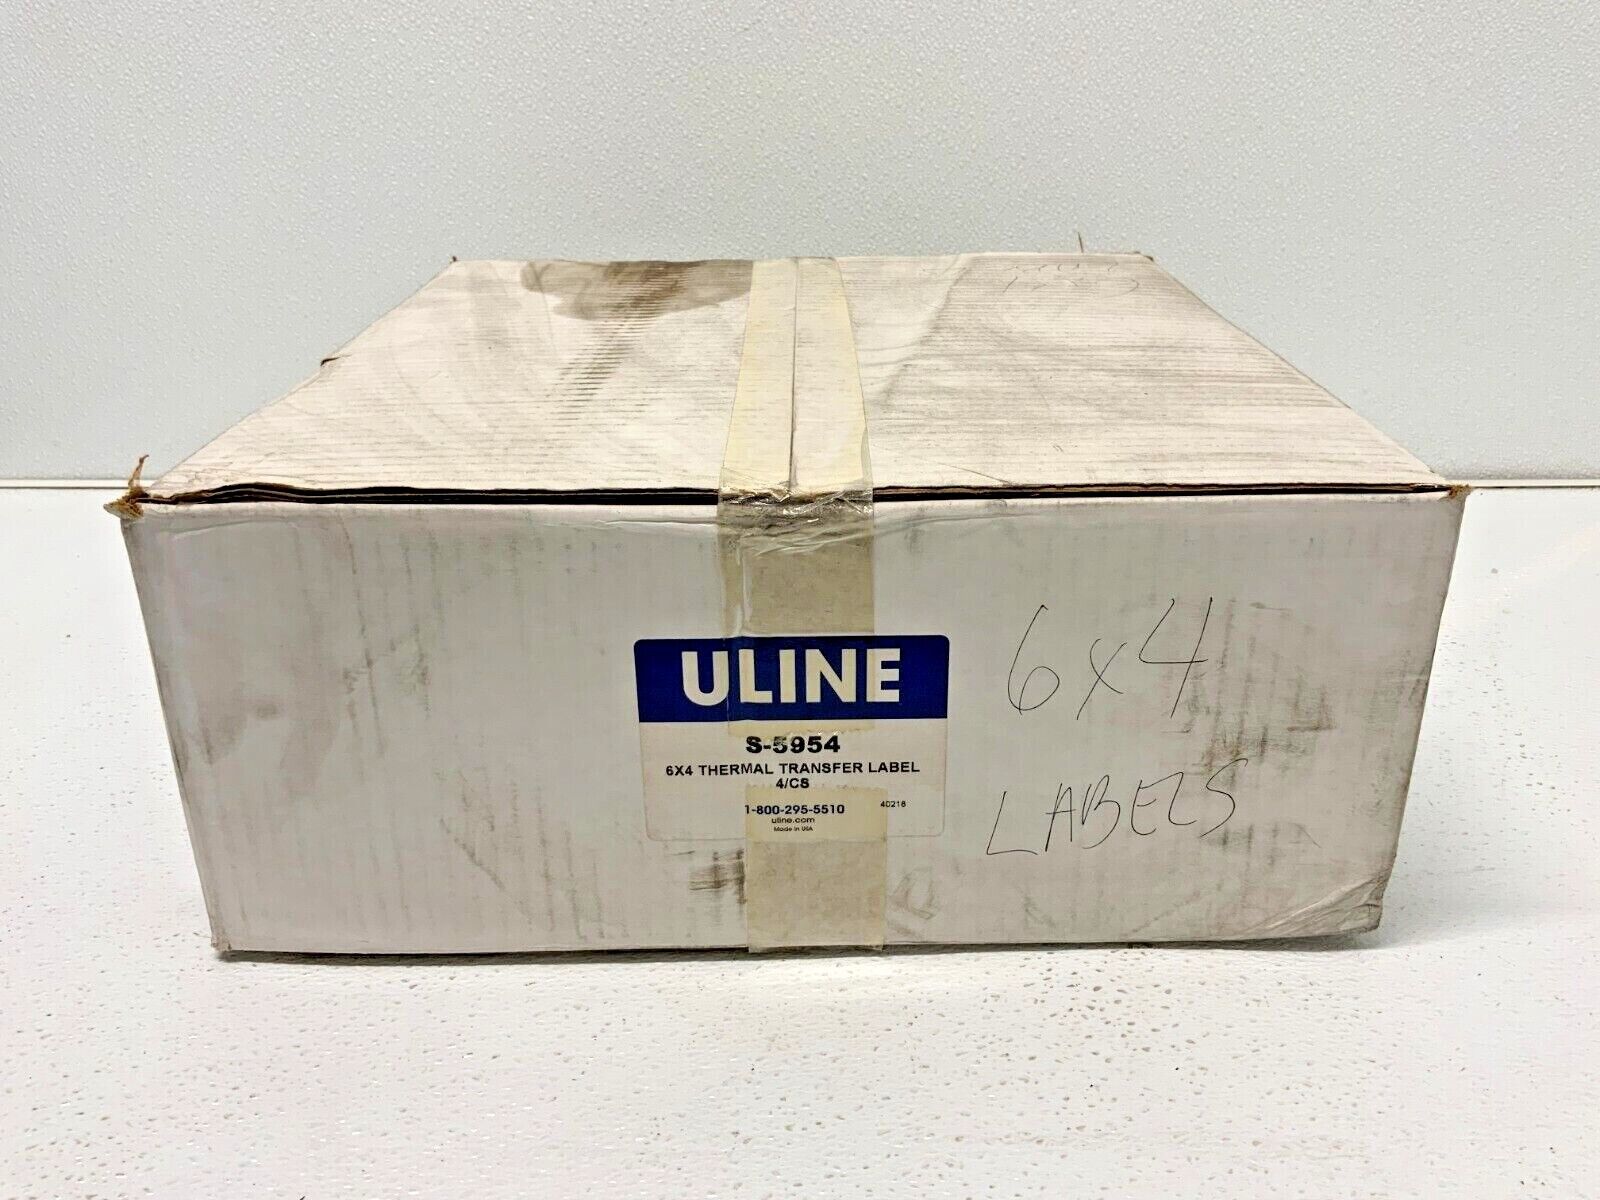 ULINE
S-5954
6X4 THERMAL TRANSFER LABEL
4/CS
1-800-295-5510 40218
uline.com
Made in USA
6x4
LABELS